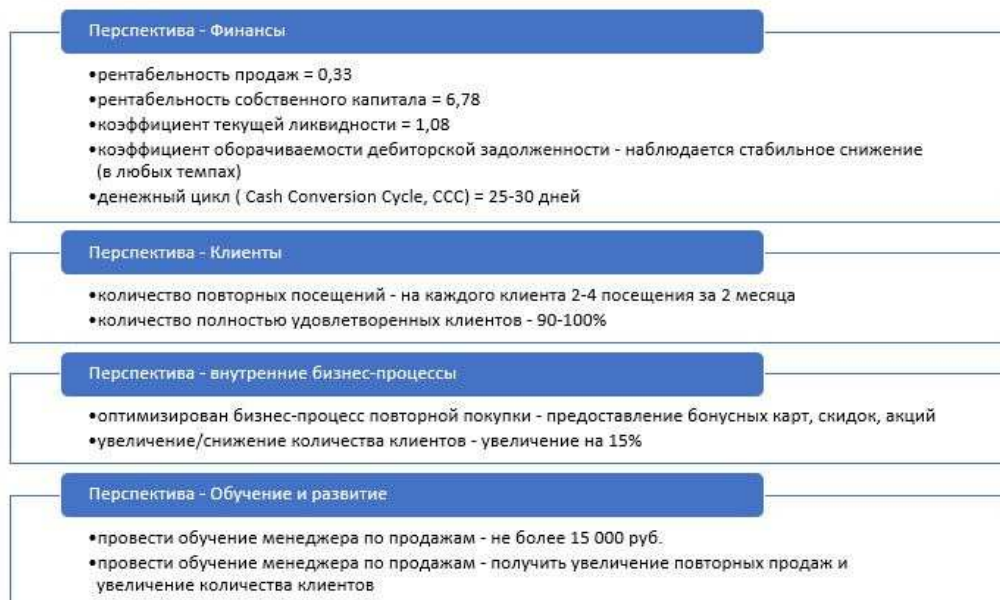 Перспектива - Финансы
•рентабельность продаж = 0,33
•рентабельность собственного капитала = 6,78
•коэффициент текущей ликвидности = 1,08
•коэффициент оборачиваемости дебиторской задолженности - наблюдается стабильное снижение
(в любых темпах)
•денежный цикл ( Cash Conversion Cycle, CCC) = 25-30 дней
Перспектива - Клиенты
•количество повторных посещений - на каждого клиента 2-4 посещения за 2 месяца
•количество полностью удовлетворенных клиентов - 90-100%
Перспектива - внутренние бизнес-процессы
•оптимизирован бизнес-процесс повторной покупки - предоставление бонусных карт, скидок, акций
•увеличение/снижение количества клиентов - увеличение на 15%
Перспектива - Обучение и развитие
•провести обучение менеджера по продажам - не более 15 000 руб.
•провести обучение менеджера по продажам - получить увеличение повторных продаж и
увеличение количества клиентов